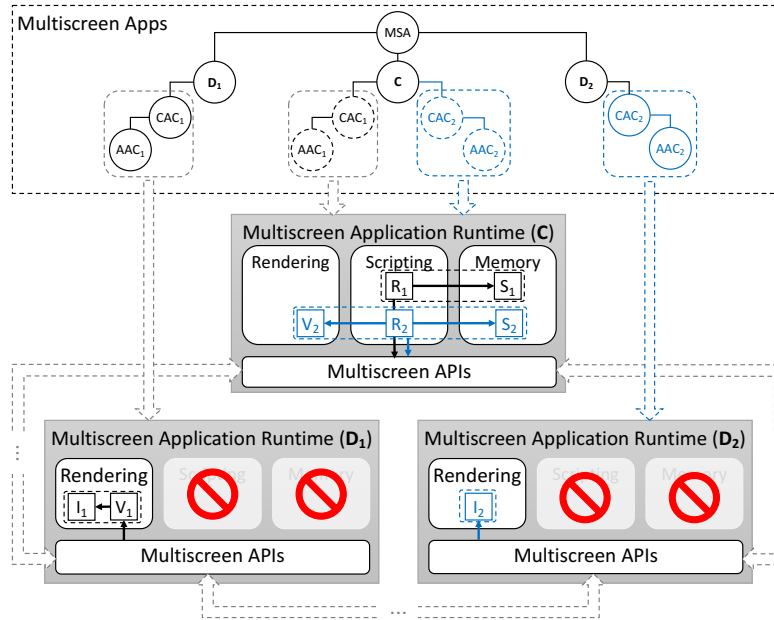 Multiscreen Apps
MSA
D1
C
D2
CAC1
CAC1
CAC2
CAC2
AAC1
AAC1
AAC2
AAC2
Multiscreen Application Runtime (C)
Rendering
Scripting
Memory
R1
S1
V2
R2
S2
Multiscreen APIs
...
Multiscreen Application Runtime (D1)
Rendering
Scripting
Memory
I1
V1
Multiscreen APIs
Multiscreen Application Runtime (D2)
Rendering
Scripting
Memory
I2
Multiscreen APIs
...